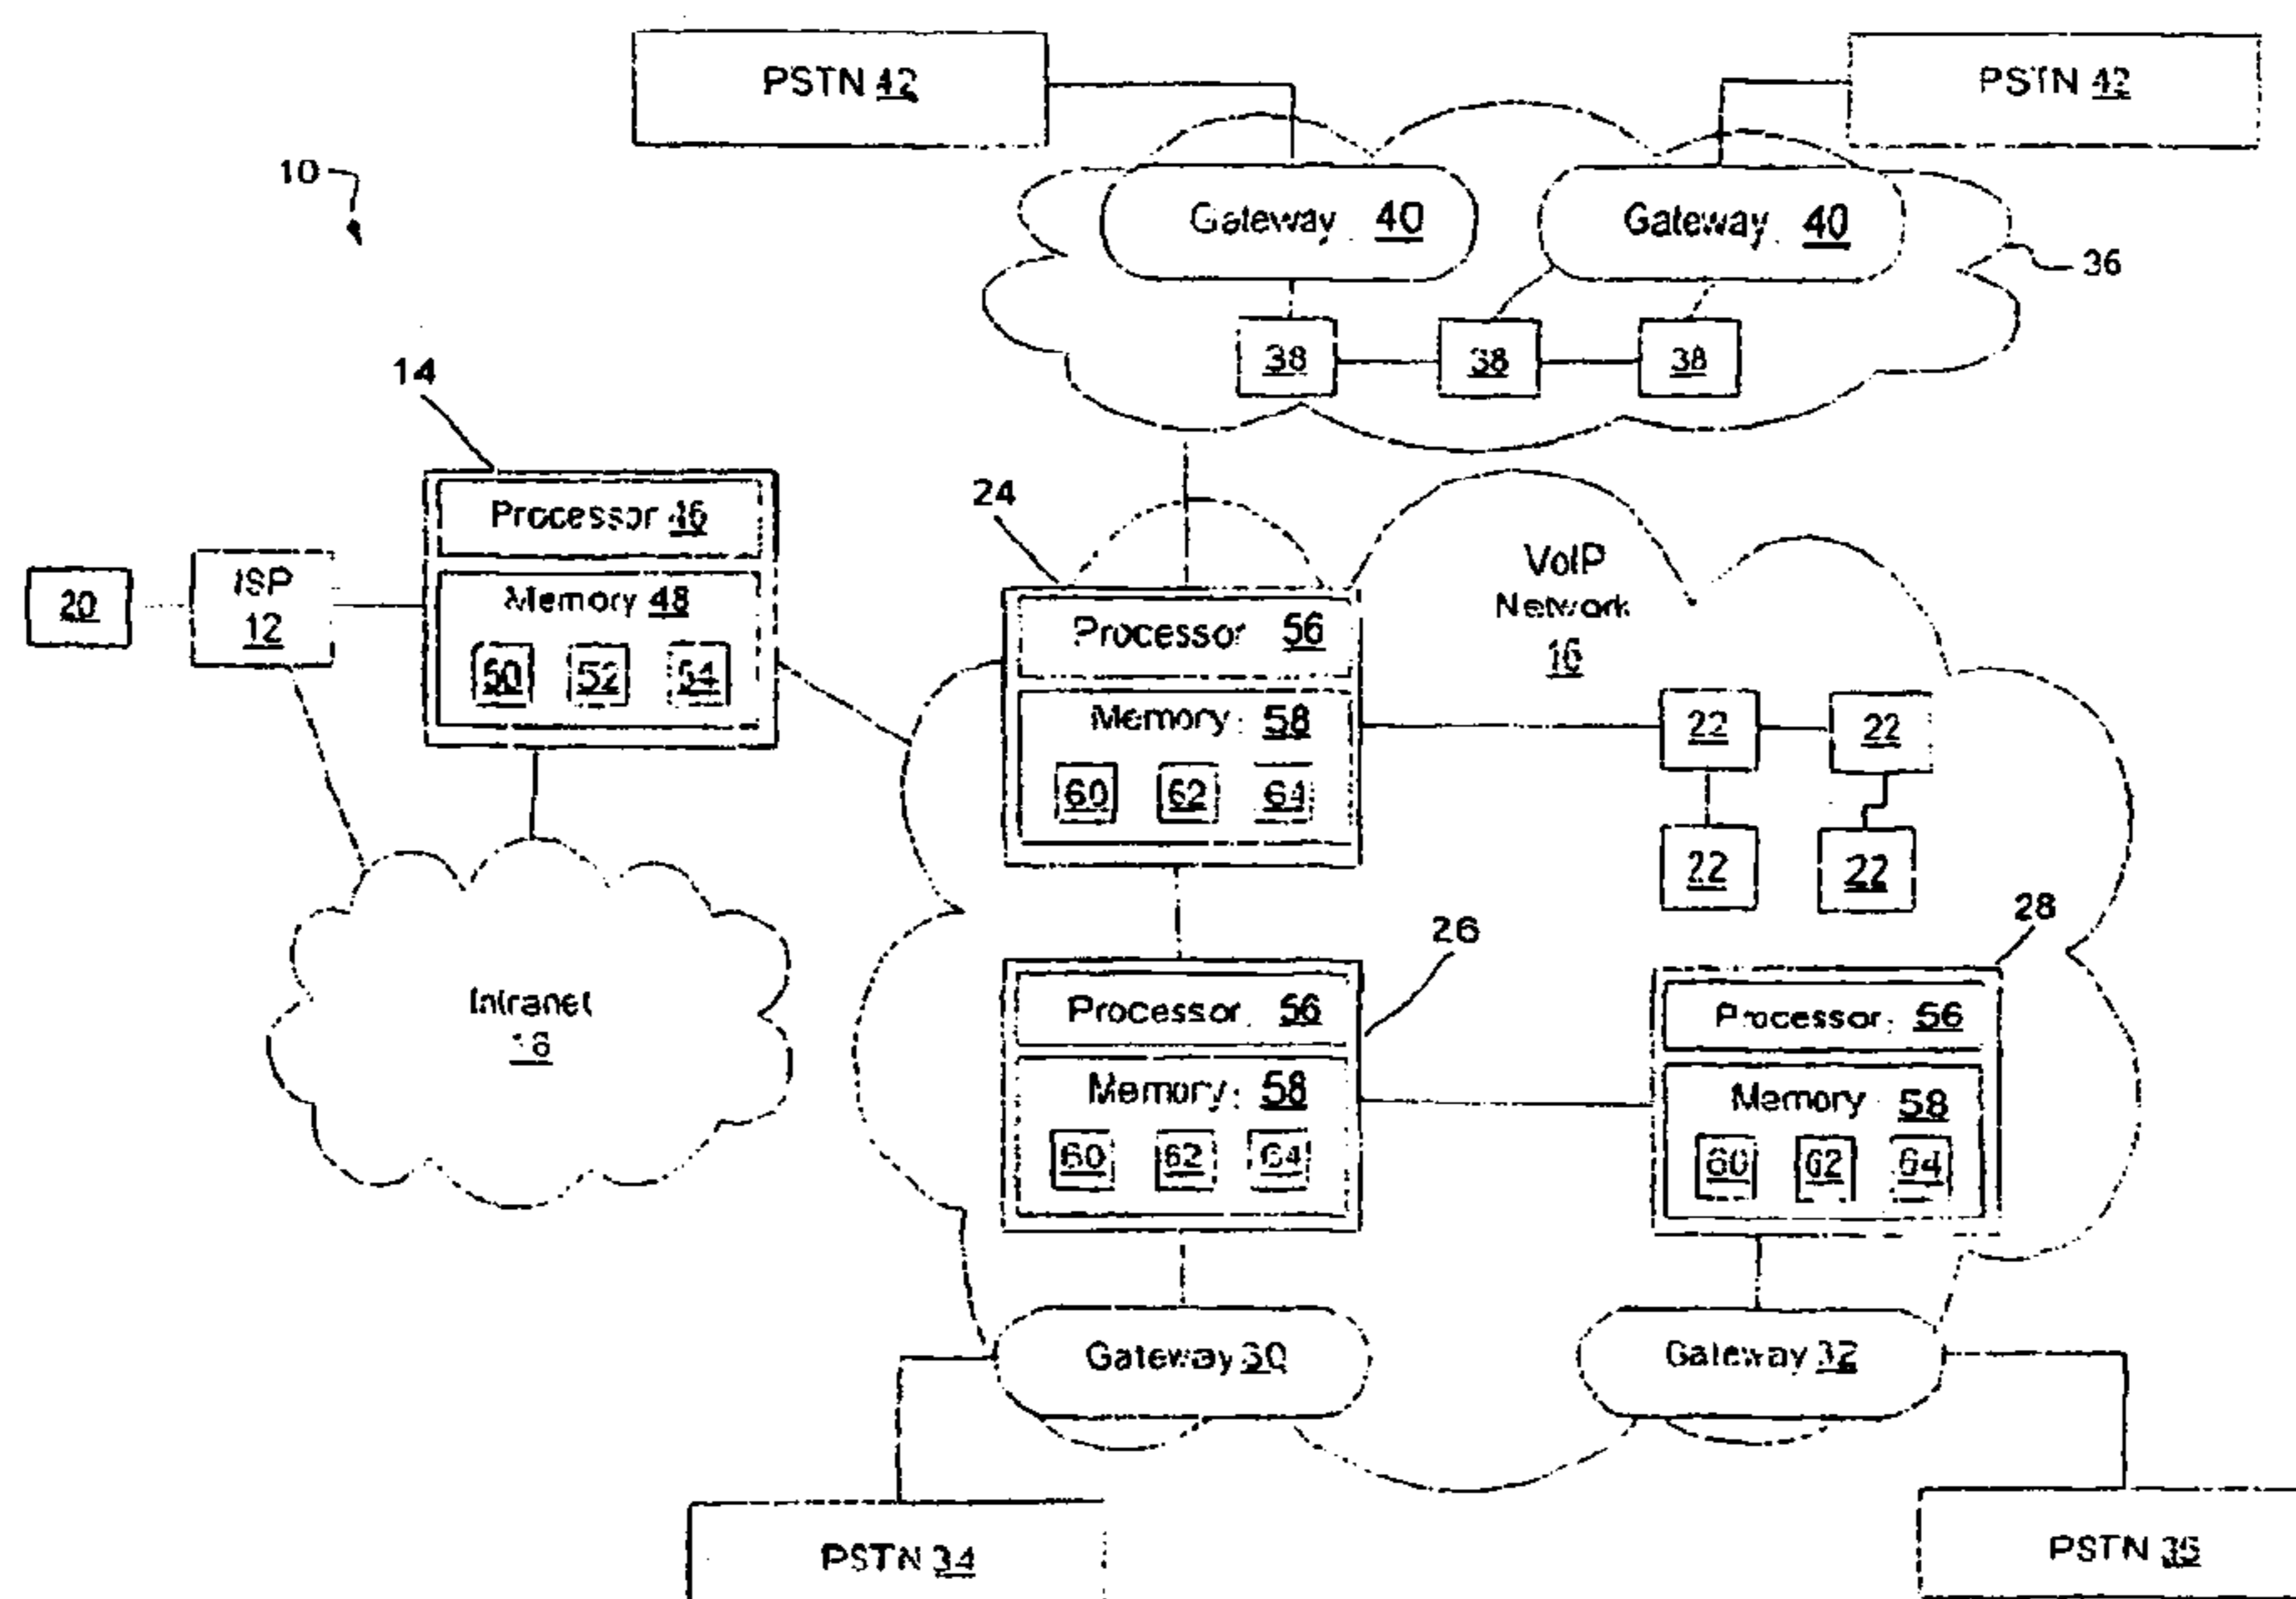 PSTN 42
PSTN 42
10
Gateway 40
Gateway 40
36
38
38
38
14
24
Processor 46
VoIP
Network
16
ISP
12
20
Memory 48
50
52
54
Processor 56
Memory 58
22
22
60
62
64
22
22
28
26
Intranet
Processor 56
Processor 56
Memory 58
Memory 58
60
62
64
60
62
64
Gateway 30
Gateway 32
PSTN 34
PSTN